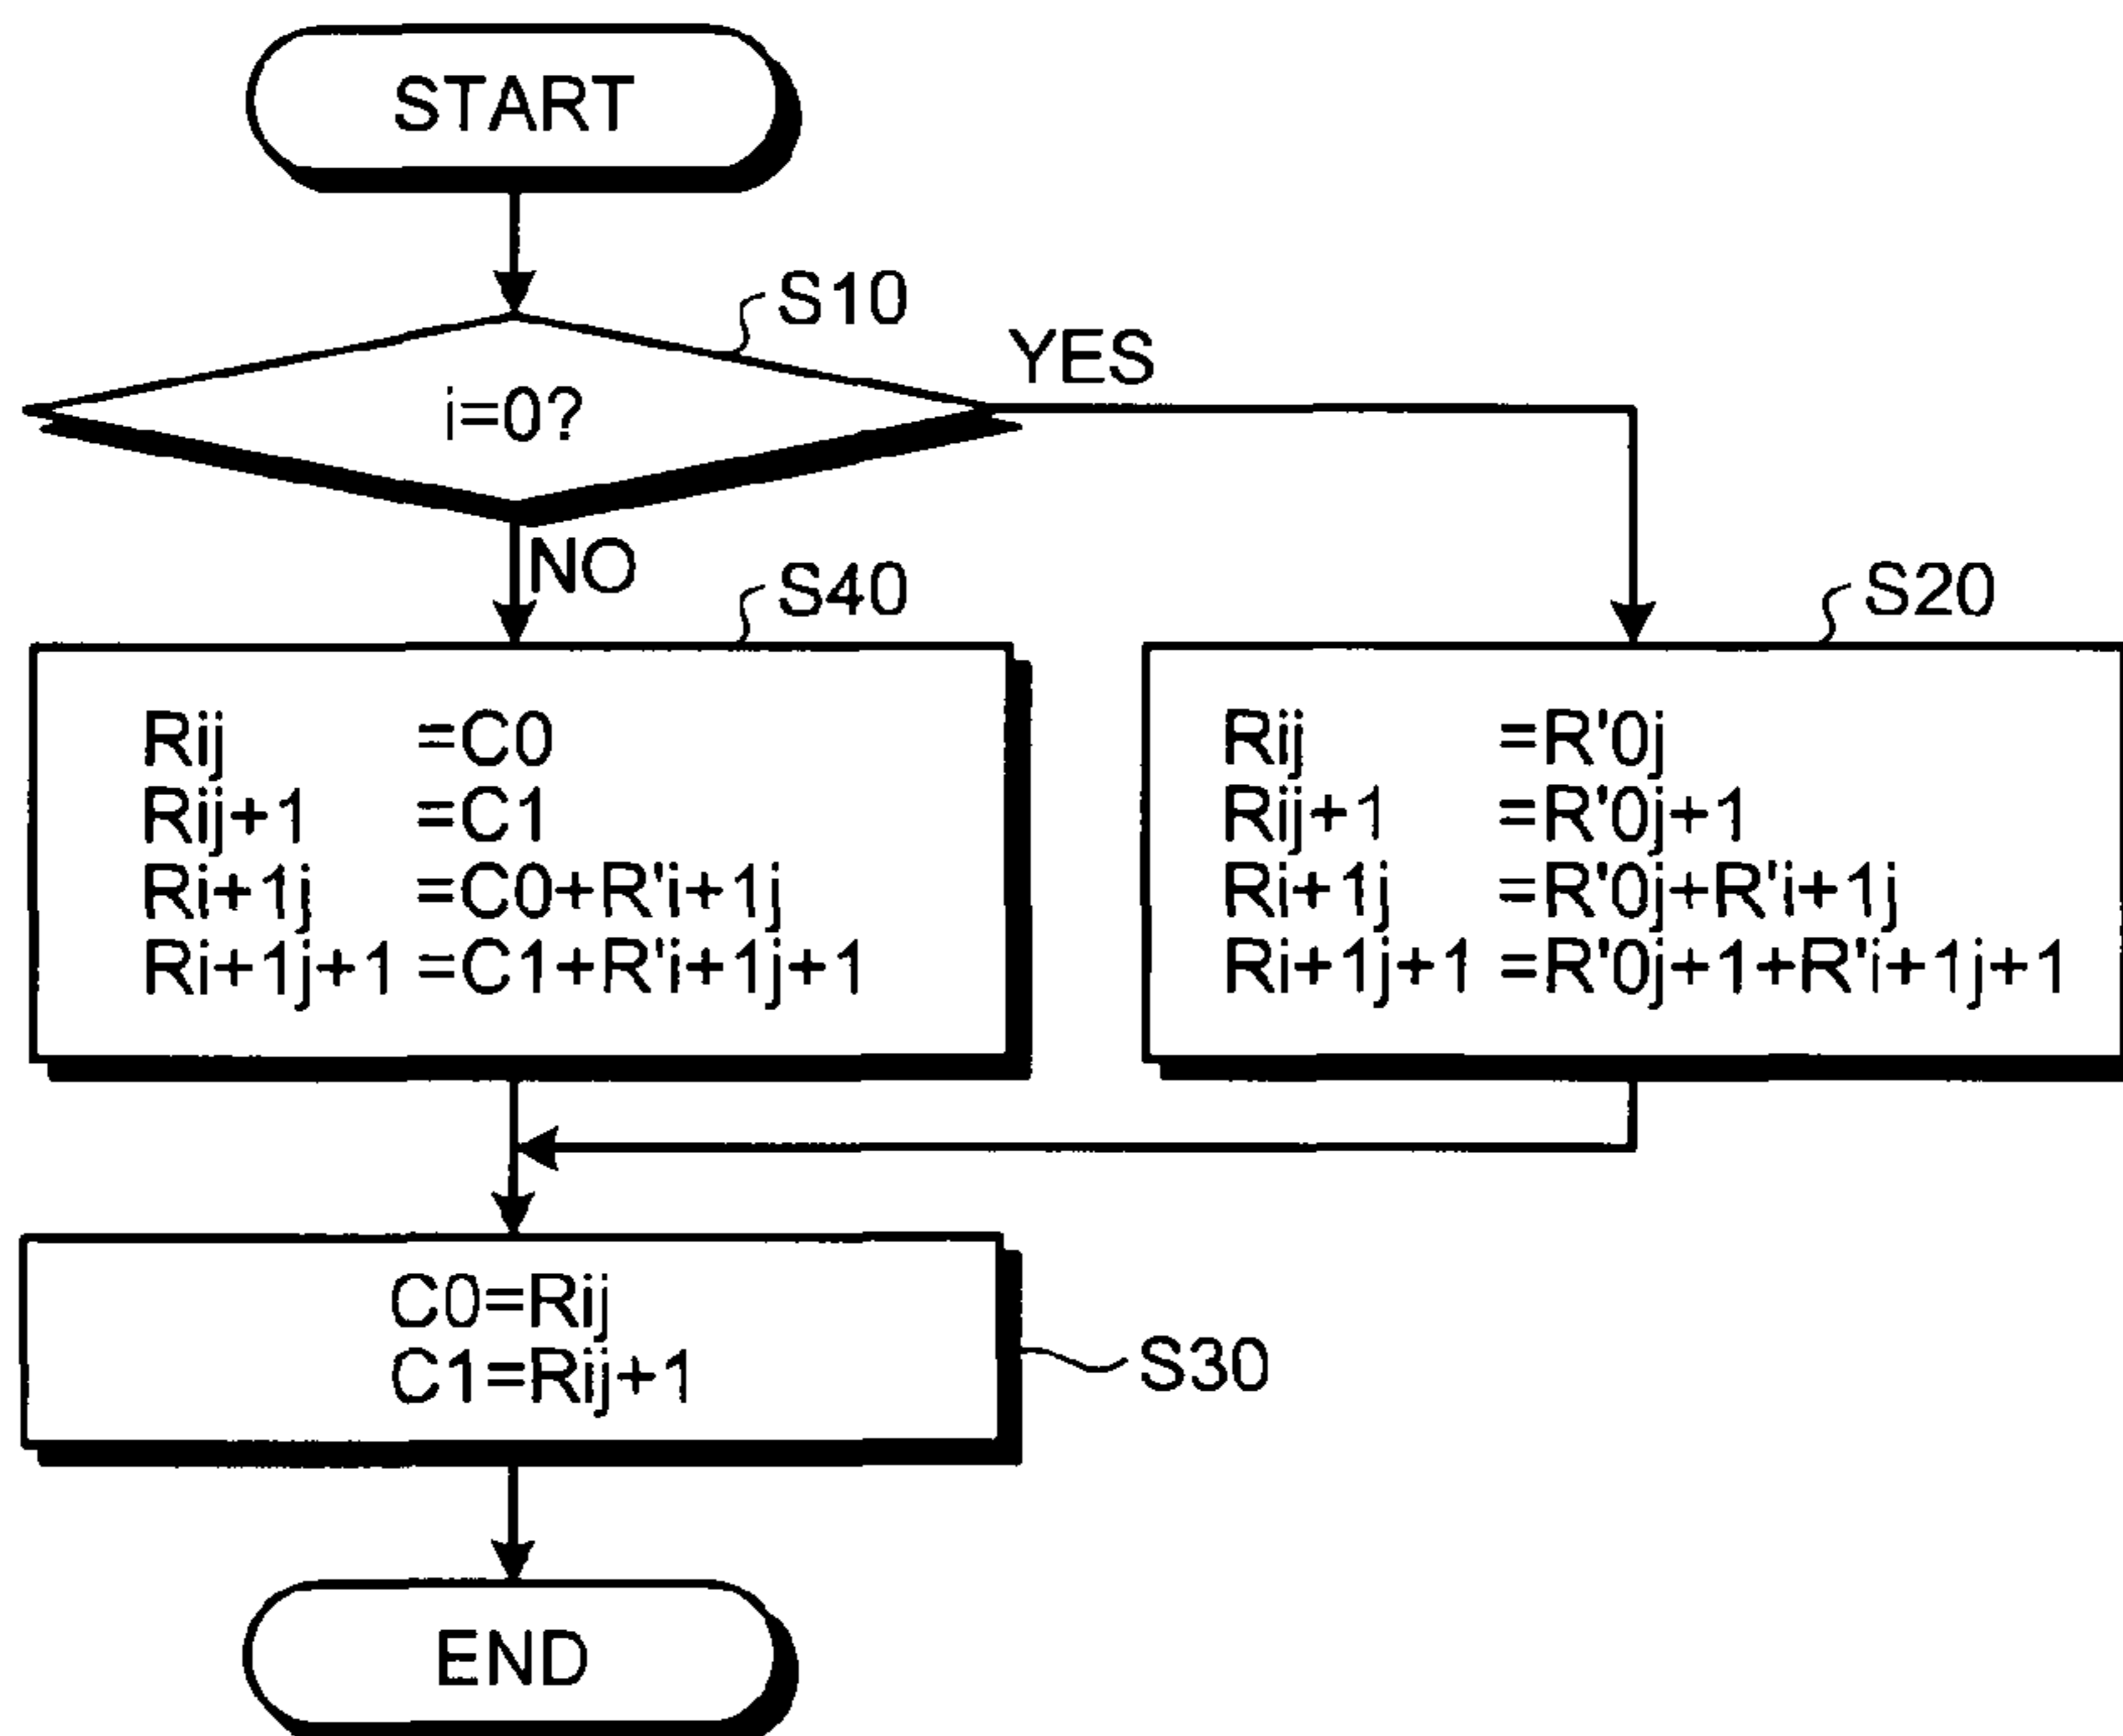 START
S10
i=0?
YES
NO
S40
Rij =C0
Rij+1 =C1
Ri+1j =C0+R'i+1j
Ri+1j+1 =C1+R'i+1j+1
S20
Rij =R'0j
Rij+1 =R'0j+1
Ri+1j =R'0j+R'i+1j
Ri+1j+1 =R'0j+1+R'i+1j+1
C0=Rij
C1=Rij+1
S30
END